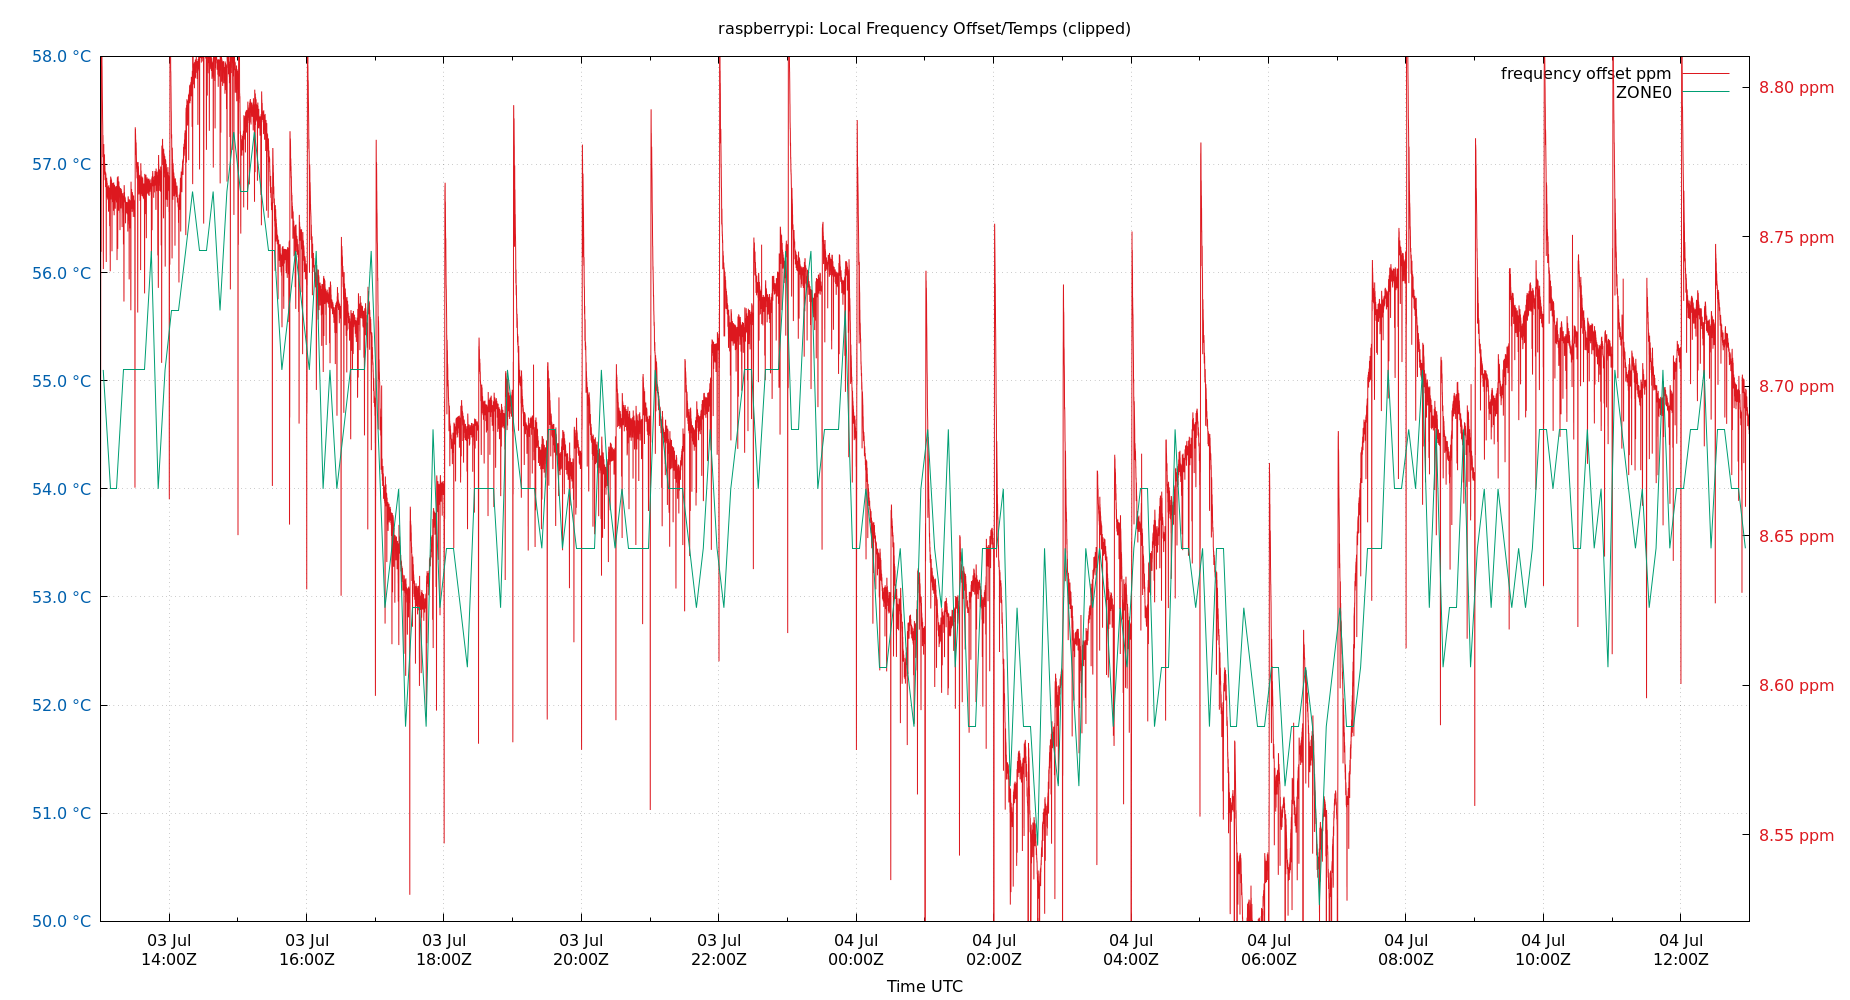 raspberrypi: Local Frequency Offset/Temps (clipped)
58.0 °C
57.0 °C
56.0 °C
55.0 °C
54.0 °C
53.0 °C
52.0 °C
51.0 °C
50.0 °C
frequency offset ppm
ZONE0
8.80 ppm
8.75 ppm
8.70 ppm
8.65 ppm
8.60 ppm
8.55 ppm
03 Jul
14:00Z
03 Jul
16:00Z
03 Jul
18:00Z
03 Jul
20:00Z
03 Jul
22:00Z
04 Jul
00:00Z
04 Jul
02:00Z
04 Jul
04:00Z
04 Jul
06:00Z
04 Jul
08:00Z
04 Jul
10:00Z
04 Jul
12:00Z
Time UTC